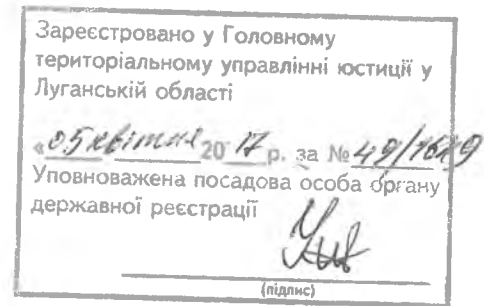 Зареєстровано у Головному
територіальному управлінні юстиції у
Луганській області
«05 квітня 2017 р. за № 49/1619
Уповноважена посадова особа органу
державної реєстрації
(підпис)